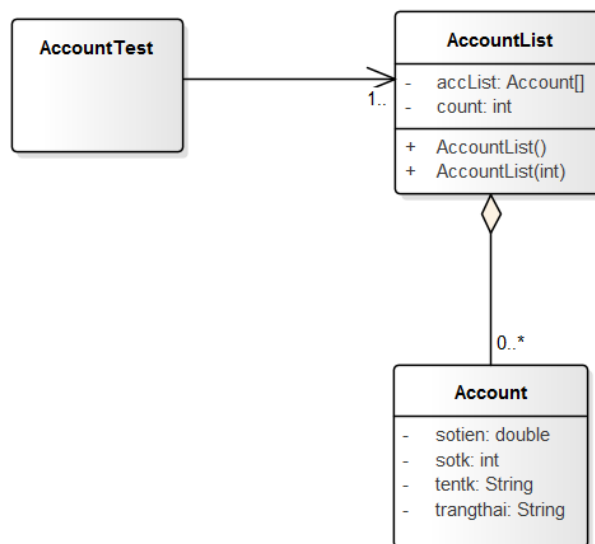 AccountTest
1..
AccountList
- accList: Account[]
- count: int
+ AccountList()
+ AccountList(int)
0..*
Account
- sotien: double
- sotk: int
- tentk: String
- trangthai: String